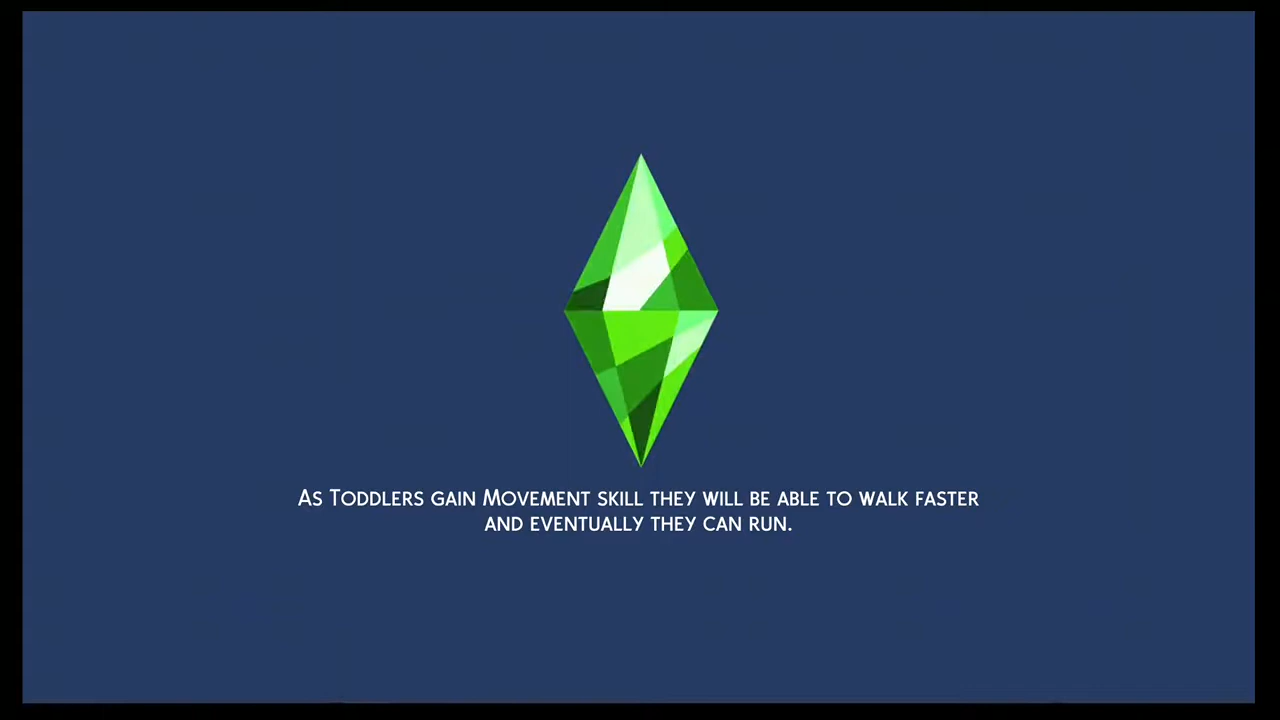 As Toddlers gain Movement skill they will be able to walk faster
and eventually they can run.